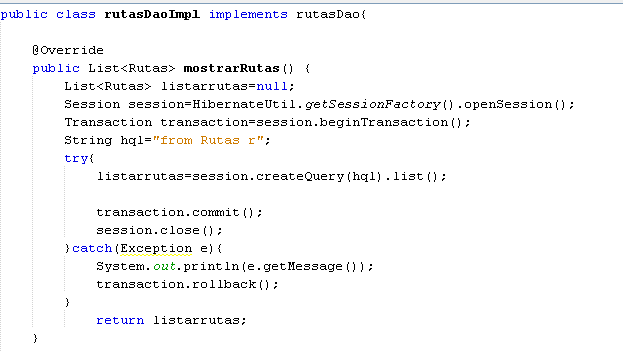 public class rutasDaoImpl implements rutasDao{
@Override
public List<Rutas> mostrarRutas() {
List<Rutas> listarrutas=null;
Session session=HibernateUtil.getSessionFactory().openSession();
Transaction transaction=session.beginTransaction();
String hql="from Rutas r";
try{
listarrutas=session.createQuery(hql).list();
transaction.commit();
session.close();
}catch(Exception e){
System.out.println(e.getMessage());
transaction.rollback();
}
return listarrutas;
}